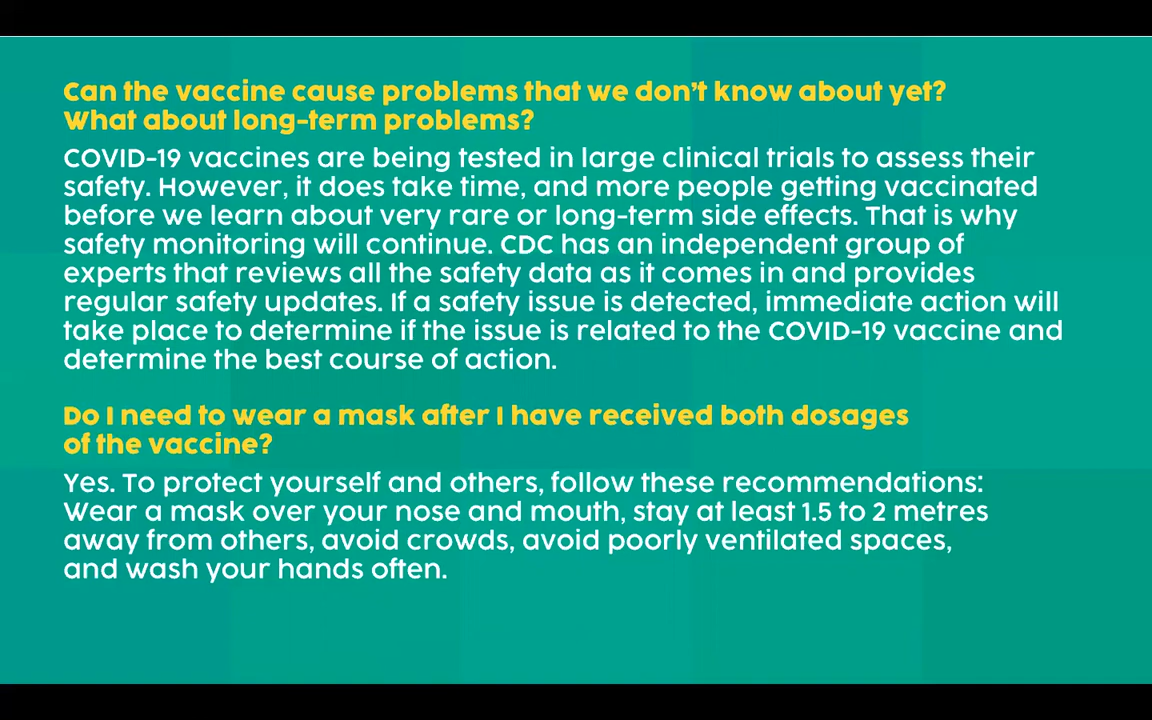 Can the vaccine cause problems that we don't know about yet?
What about long-term problems?
COVID-19 vaccines are being tested in large clinical trials to assess their
safety. However, it does take time, and more people getting vaccinated
before we learn about very rare or long-term side effects. That is why
safety monitoring will continue. CDC has an independent group of
experts that reviews all the safety data as it comes in and provides
regular safety updates. If a safety issue is detected, immediate action will
take place to determine if the issue is related to the COVID-19 vaccine and
determine the best course of action.
Do I need to wear a mask after I have received both dosages
of the vaccine?
Yes. To protect yourself and others, follow these recommendations:
Wear a mask over your nose and mouth, stay at least 1.5 to 2 metres
away from others, avoid crowds, avoid poorly ventilated spaces,
and wash your hands often.